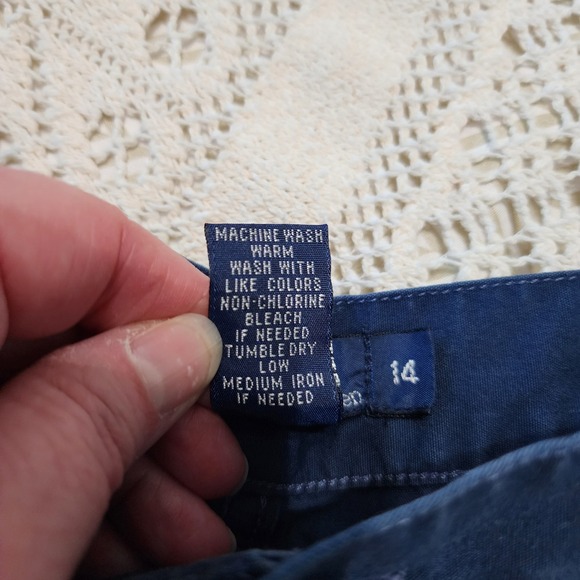 MACHINE WASH
WARM
WASH WITH
LIKE COLORS
NON-CHLORINE
BLEACH
IF NEEDED
TUMBLE DRY
LOW
MEDIUM IRON
IF NEEDED
14